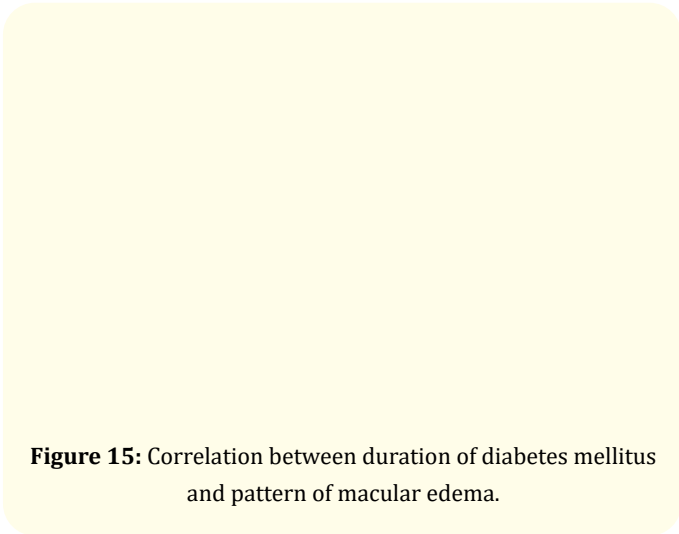 Figure 15: Correlation between duration of diabetes mellitus
and pattern of macular edema.